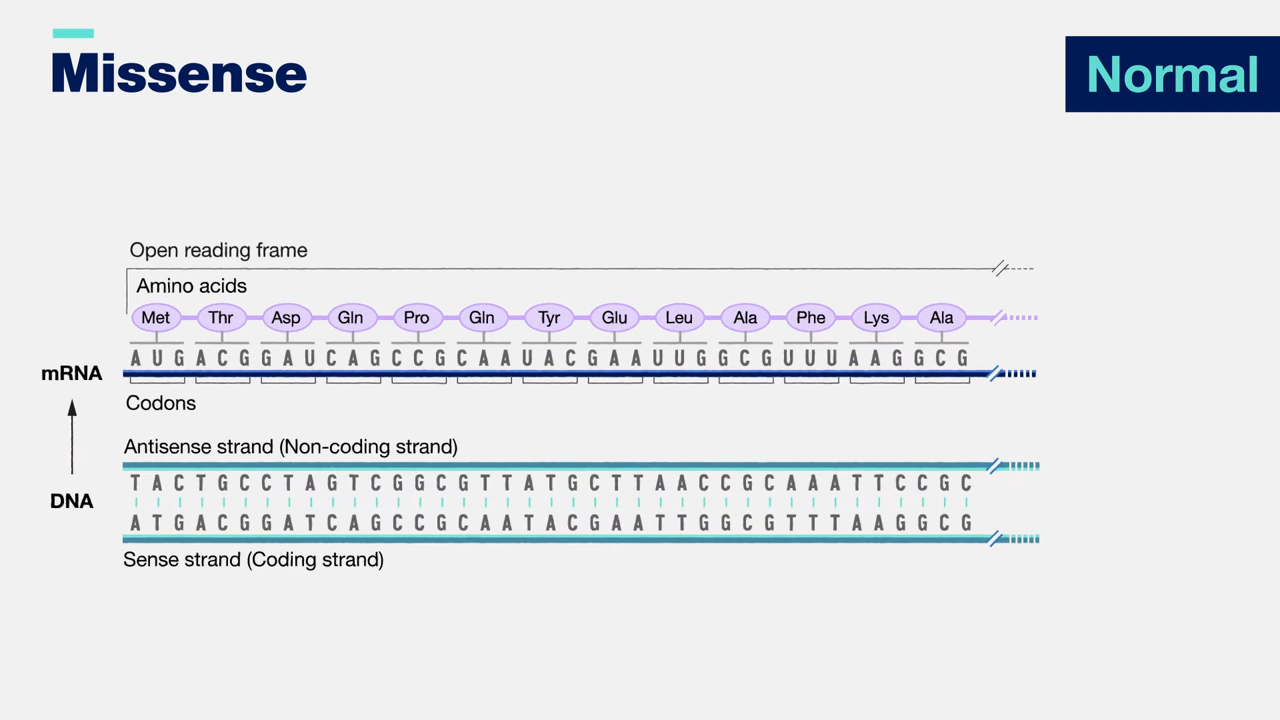 Missense
Normal
Open reading frame
Amino acids
Met Thr Asp Gln Pro Gln Tyr Glu Leu Ala Phe Lys Ala
A U G A C G G A U C A G C C G C A A U A C G A A U U G G C G U U U A A G G C G
mRNA
Codons
Antisense strand (Non-coding strand)
T A C T G C C T A G T C G G C G T T A T G C T T A A C C G C A A A T T C C G C
DNA
A T G A C G G A T C A G C C G C A A T A C G A A T T G G C G T T T A A G G C G
Sense strand (Coding strand)